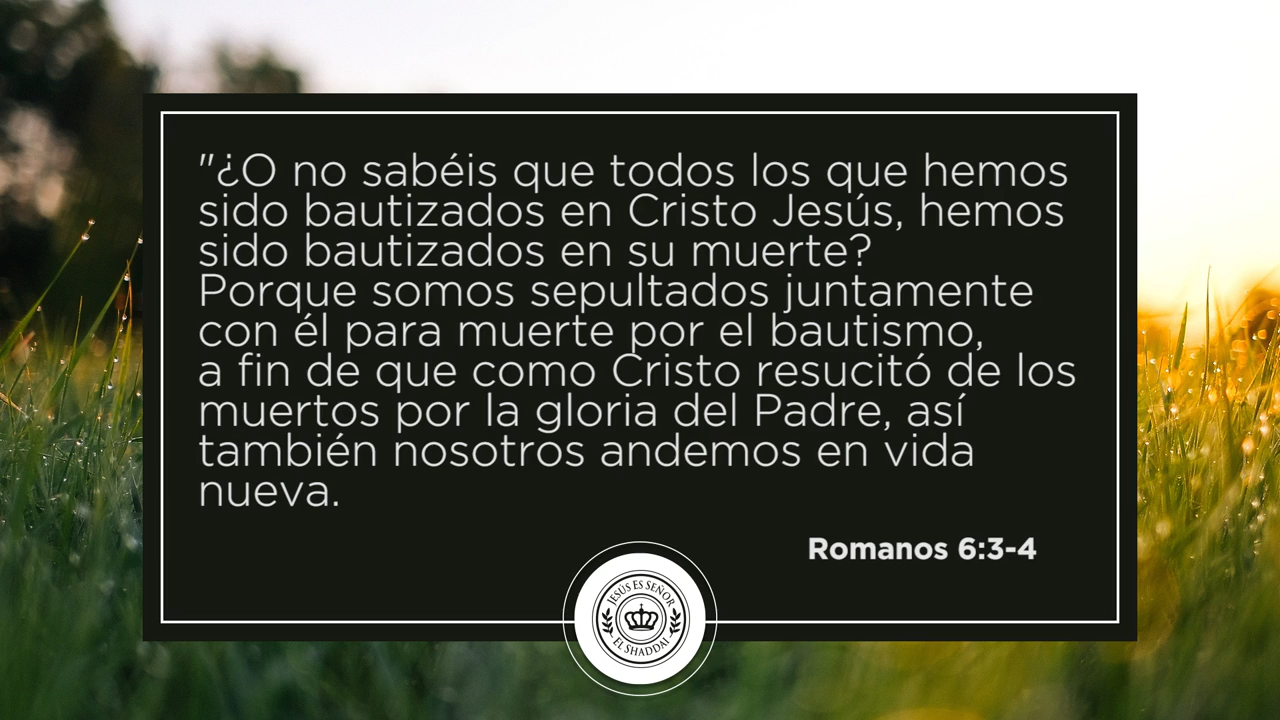 "¿O no sabéis que todos los que hemos
sido bautizados en Cristo Jesús, hemos
sido bautizados en su muerte?
Porque somos sepultados juntamente
con él para muerte por el bautismo,
a fin de que como Cristo resucitó de los
muertos por la gloria del Padre, así
también nosotros andemos en vida
nueva.
Romanos 6:3-4
JESÚS ES SEÑOR
EL SHADDAI